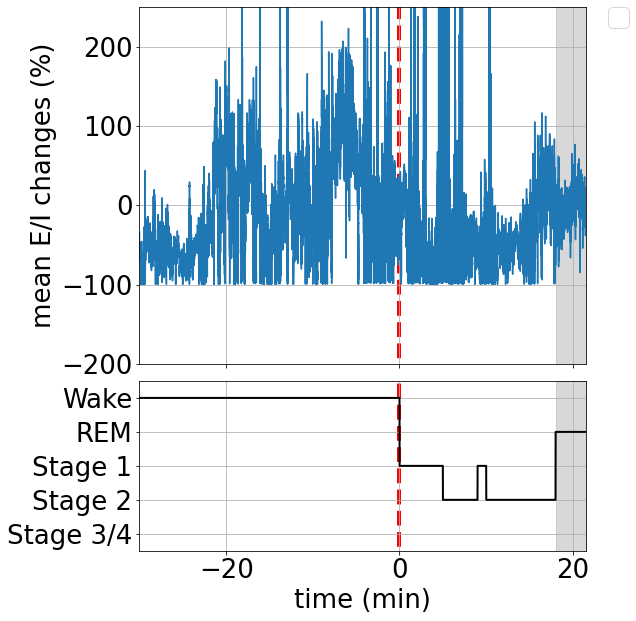 mean E/I changes (%)
200
100
0
−100
−200
Wake
REM
Stage 1
Stage 2
Stage 3/4
−20
0
20
time (min)